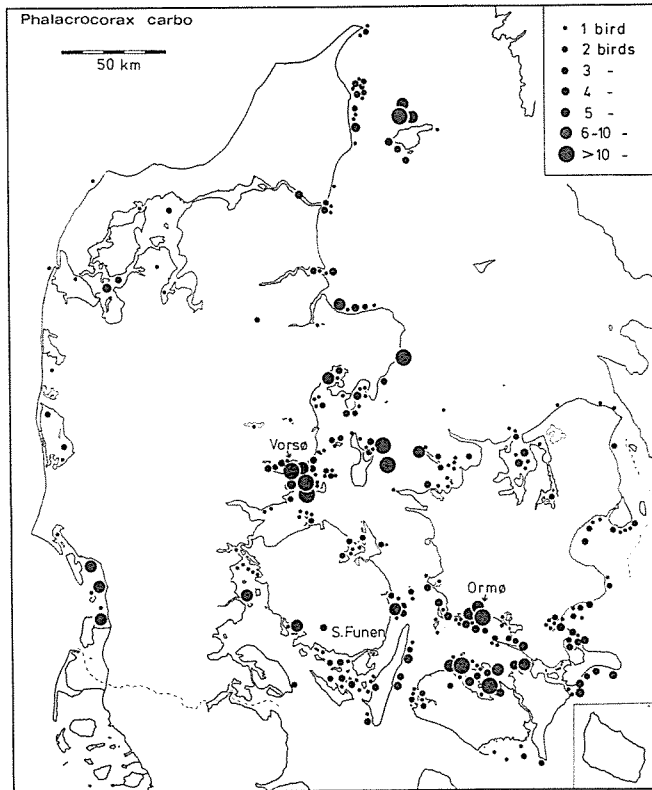 Phalacrocorax carbo
50 km
• 1 bird
• 2 birds
• 3 -
• 4 -
• 5 -
• 6-10 -
• >10 -
Vorsø
Ormø
S.Funen